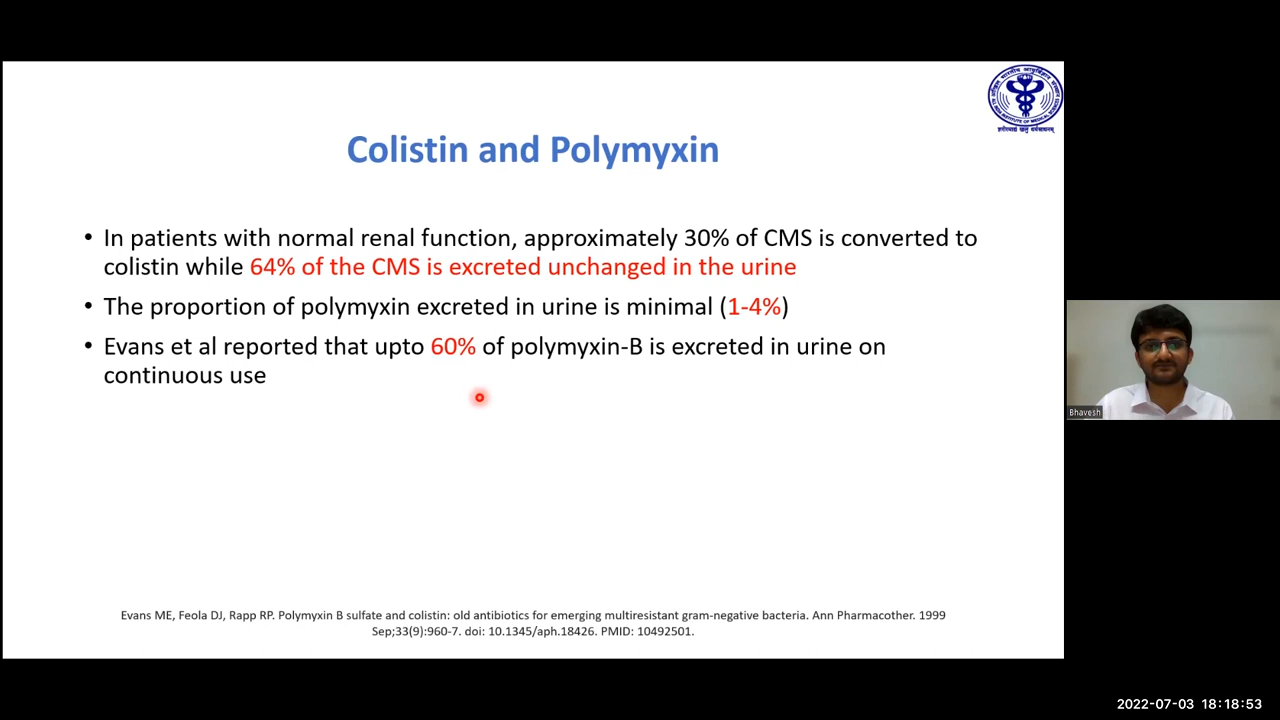 Colistin and Polymyxin
• In patients with normal renal function, approximately 30% of CMS is converted to
colistin while 64% of the CMS is excreted unchanged in the urine
• The proportion of polymyxin excreted in urine is minimal (1-4%)
• Evans et al reported that upto 60% of polymyxin-B is excreted in urine on
continuous use
Evans ME, Feola DJ, Rapp RP. Polymyxin B sulfate and colistin: old antibiotics for emerging multiresistant gram-negative bacteria. Ann Pharmacother. 1999
Sep;33(9):960-7. doi: 10.1345/aph.18426. PMID: 10492501.
Bhavesh
2022-07-03 18:18:53